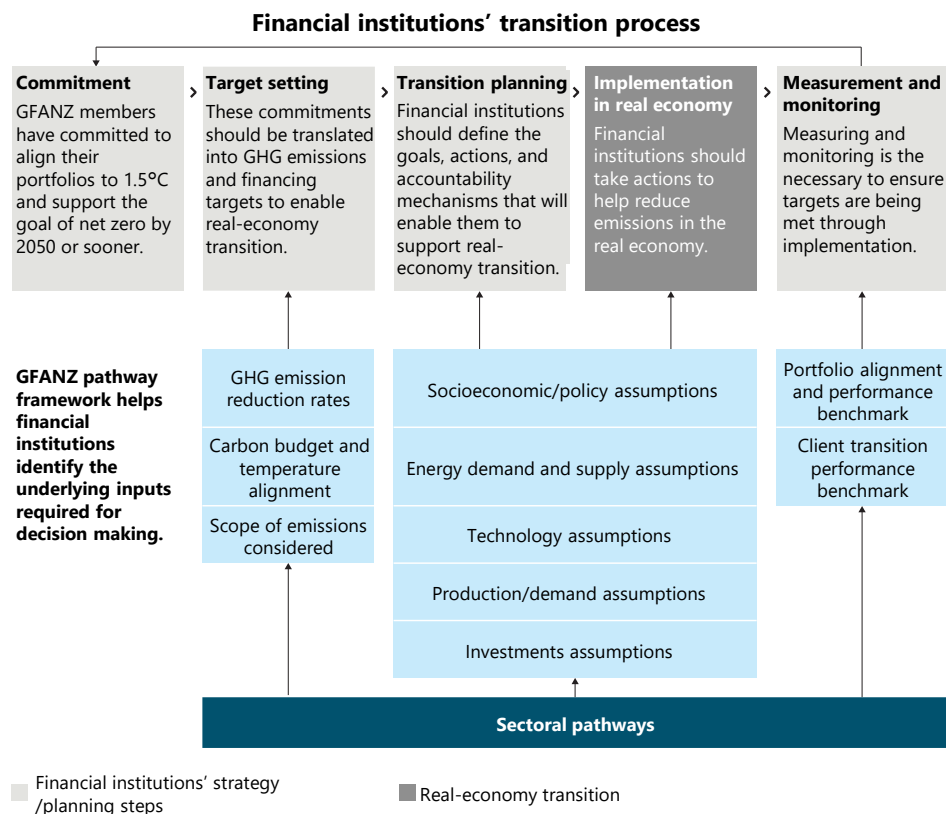 Financial institutions’ transition process
Commitment
GFANZ members
have committed to
align their
portfolios to 1.5°C
and support the
goal of net zero by
2050 or sooner.
>
Target setting
These commitments
should be translated
into GHG emissions
and financing
targets to enable
real-economy
transition.
>
Transition planning
Financial institutions
should define the
goals, actions, and
accountability
mechanisms that will
enable them to
support real-
economy transition.
>
Implementation
in real economy
Financial
institutions should
take actions to
help reduce
emissions in the
real economy.
>
Measurement and
monitoring
Measuring and
monitoring is the
necessary to ensure
targets are being
met through
implementation.
GFANZ pathway
framework helps
financial
institutions
identify the
underlying inputs
required for
decision making.
GHG emission
reduction rates
Carbon budget and
temperature
alignment
Scope of emissions
considered
Socioeconomic/policy assumptions
Energy demand and supply assumptions
Technology assumptions
Production/demand assumptions
Investments assumptions
Portfolio alignment
and performance
benchmark
Client transition
performance
benchmark
Sectoral pathways
Financial institutions’ strategy
/planning steps
Real-economy transition